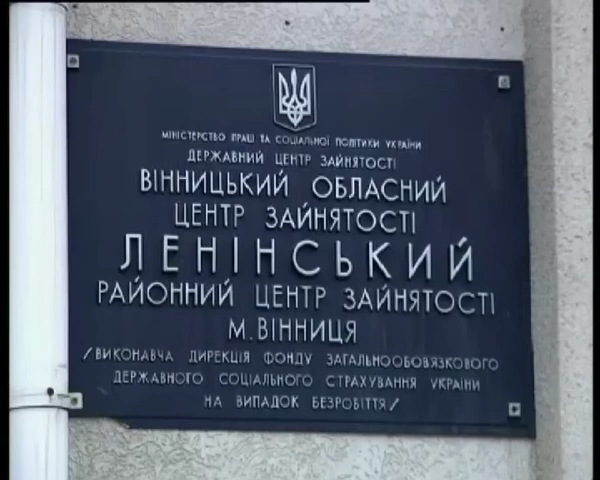 МІНІСТЕРСТВО ПРАЦІ ТА СОЦІАЛЬНОЇ ПОЛІТИКИ УКРАЇНИ
ДЕРЖАВНИЙ ЦЕНТР ЗАЙНЯТОСТІ
ВІННИЦЬКИЙ ОБЛАСНИЙ
ЦЕНТР ЗАЙНЯТОСТІ
ЛЕНІНСЬКИЙ
РАЙОННИЙ ЦЕНТР ЗАЙНЯТОСТІ
М.ВІННИЦЯ
/ВИКОНАВЧА ДИРЕКЦІЯ ФОНДУ ЗАГАЛЬНООБОВЯЗКОВОГО
ДЕРЖАВНОГО СОЦІАЛЬНОГО СТРАХУВАННЯ УКРАЇНИ
НА ВИПАДОК БЕЗРОБІТТЯ/